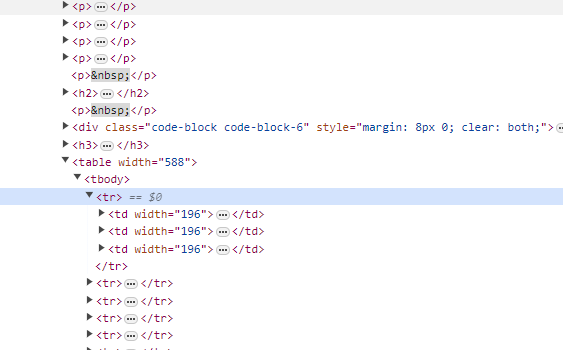 <p>…</p>
<p>…</p>
<p>…</p>
<p>…</p>
<p>&nbsp;</p>
<h2>…</h2>
<p>&nbsp;</p>
<div class="code-block code-block-6" style="margin: 8px 0; clear: both;">…
<h3>…</h3>
<table width="588">
<tbody>
<tr> == $0
<td width="196">…</td>
<td width="196">…</td>
<td width="196">…</td>
</tr>
<tr>…</tr>
<tr>…</tr>
<tr>…</tr>
<tr>…</tr>